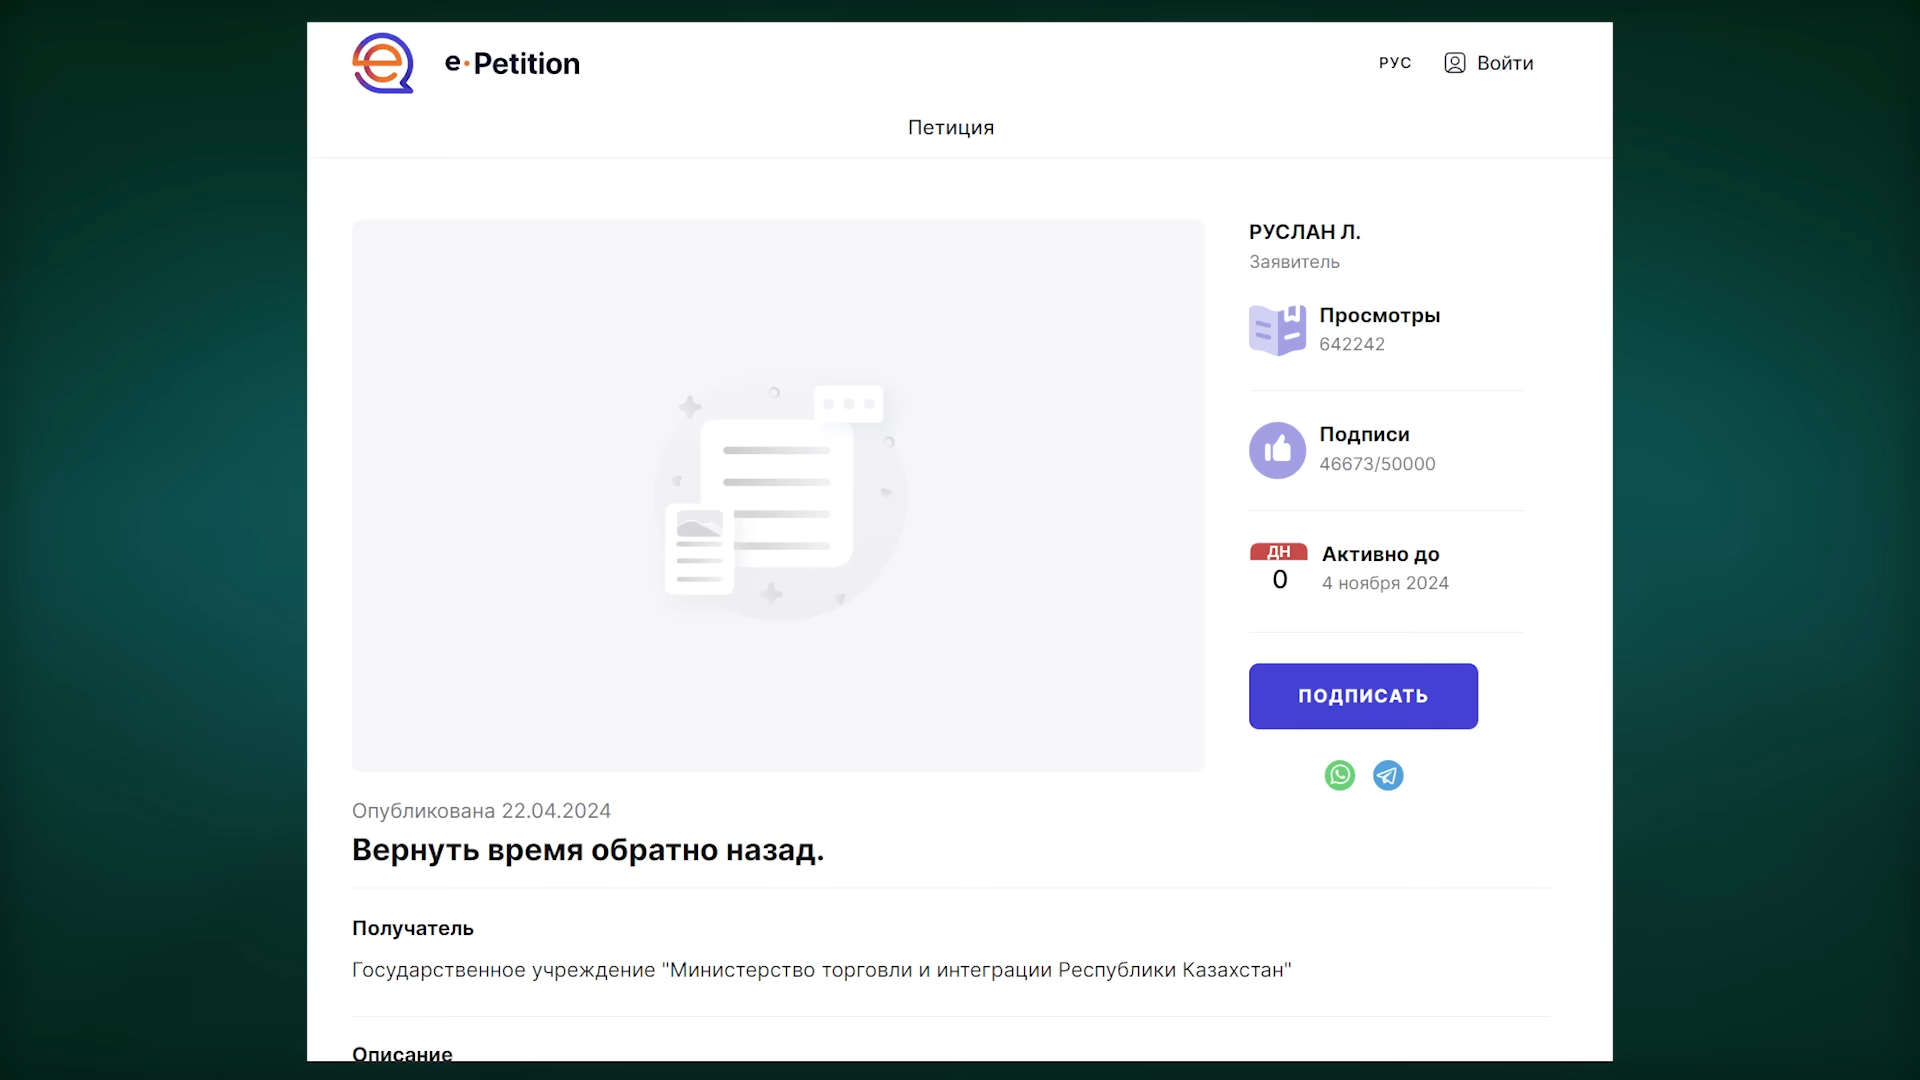 e·Petition
РУС
Войти
Петиция
РУСЛАН Л.
Заявитель
Просмотры
642242
Подписи
46673/50000
ДН
0
Активно до
4 ноября 2024
ПОДПИСАТЬ
Опубликована 22.04.2024
Вернуть время обратно назад.
Получатель
Государственное учреждение "Министерство торговли и интеграции Республики Казахстан"
Описание